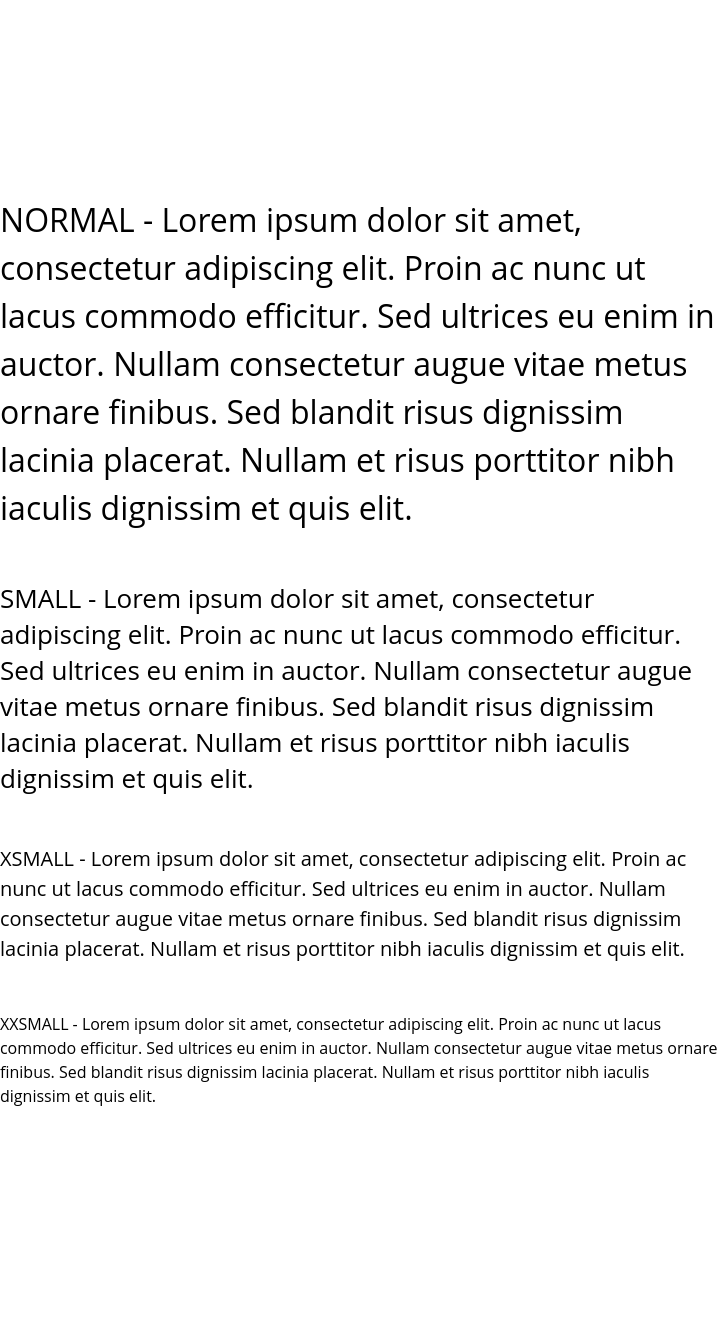 NORMAL - Lorem ipsum dolor sit amet,
consectetur adipiscing elit. Proin ac nunc ut
lacus commodo efficitur. Sed ultrices eu enim in
auctor. Nullam consectetur augue vitae metus
ornare finibus. Sed blandit risus dignissim
lacinia placerat. Nullam et risus porttitor nibh
iaculis dignissim et quis elit.
SMALL - Lorem ipsum dolor sit amet, consectetur
adipiscing elit. Proin ac nunc ut lacus commodo efficitur.
Sed ultrices eu enim in auctor. Nullam consectetur augue
vitae metus ornare finibus. Sed blandit risus dignissim
lacinia placerat. Nullam et risus porttitor nibh iaculis
dignissim et quis elit.
XSMALL - Lorem ipsum dolor sit amet, consectetur adipiscing elit. Proin ac
nunc ut lacus commodo efficitur. Sed ultrices eu enim in auctor. Nullam
consectetur augue vitae metus ornare finibus. Sed blandit risus dignissim
lacinia placerat. Nullam et risus porttitor nibh iaculis dignissim et quis elit.
XXSMALL - Lorem ipsum dolor sit amet, consectetur adipiscing elit. Proin ac nunc ut lacus
commodo efficitur. Sed ultrices eu enim in auctor. Nullam consectetur augue vitae metus ornare
finibus. Sed blandit risus dignissim lacinia placerat. Nullam et risus porttitor nibh iaculis
dignissim et quis elit.